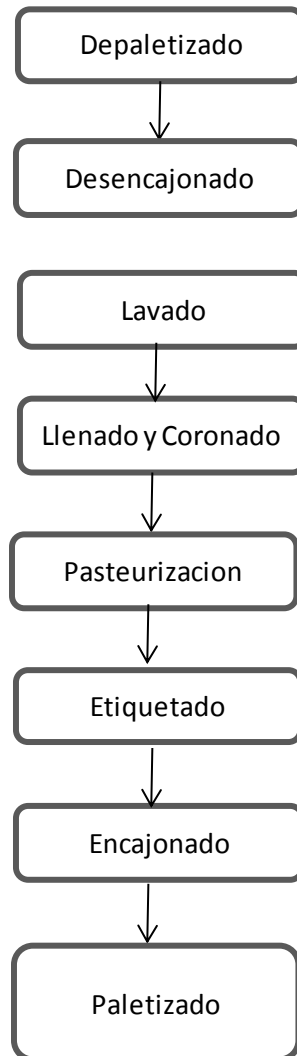 Depaletizado
Desencajonado
Lavado
Llenado y Coronado
Pasteurizacion
Etiquetado
Encajonado
Paletizado